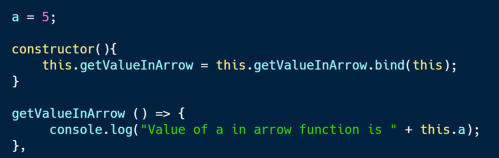 a = 5;
constructor(){
this.getValueInArrow = this.getValueInArrow.bind(this);
}
getValueInArrow () => {
console.log("Value of a in arrow function is " + this.a);
},